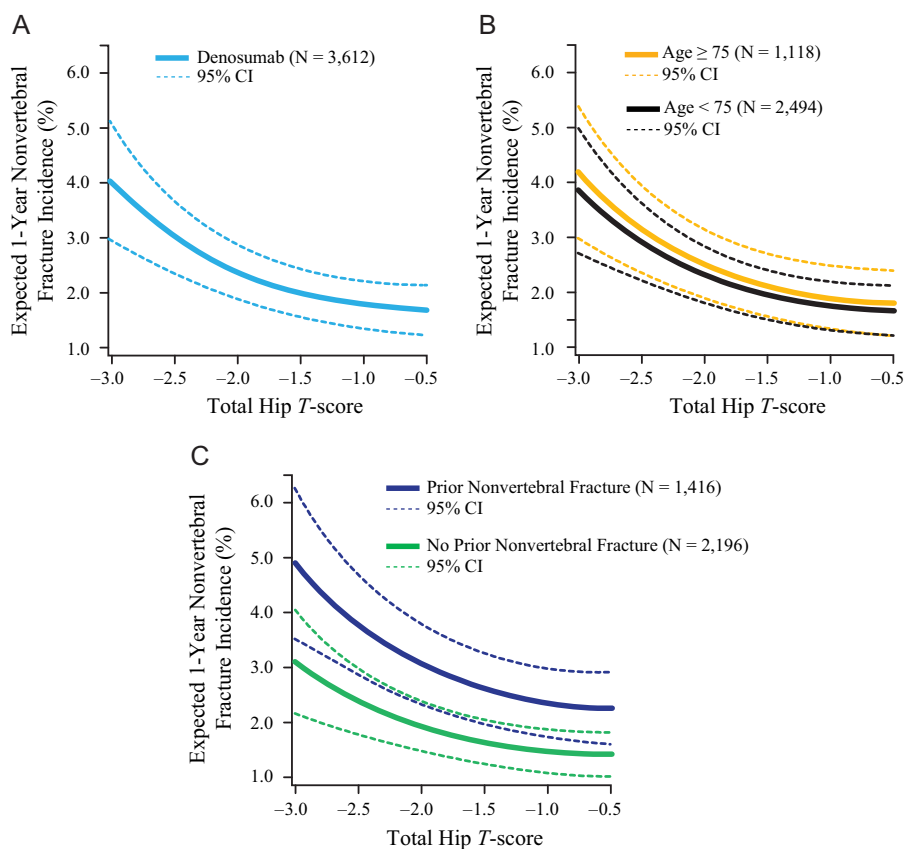 A
Denosumab (N = 3,612)
95% CI
Expected 1-Year Nonvertebral
Fracture Incidence (%)
6.0
5.0
4.0
3.0
2.0
1.0
−3.0 −2.5 −2.0 −1.5 −1.0 −0.5
Total Hip T-score
B
Age ≥ 75 (N = 1,118)
95% CI
Age < 75 (N = 2,494)
95% CI
Expected 1-Year Nonvertebral
Fracture Incidence (%)
6.0
5.0
4.0
3.0
2.0
1.0
−3.0 −2.5 −2.0 −1.5 −1.0 −0.5
Total Hip T-score
C
Prior Nonvertebral Fracture (N = 1,416)
95% CI
No Prior Nonvertebral Fracture (N = 2,196)
95% CI
Expected 1-Year Nonvertebral
Fracture Incidence (%)
6.0
5.0
4.0
3.0
2.0
1.0
−3.0 −2.5 −2.0 −1.5 −1.0 −0.5
Total Hip T-score